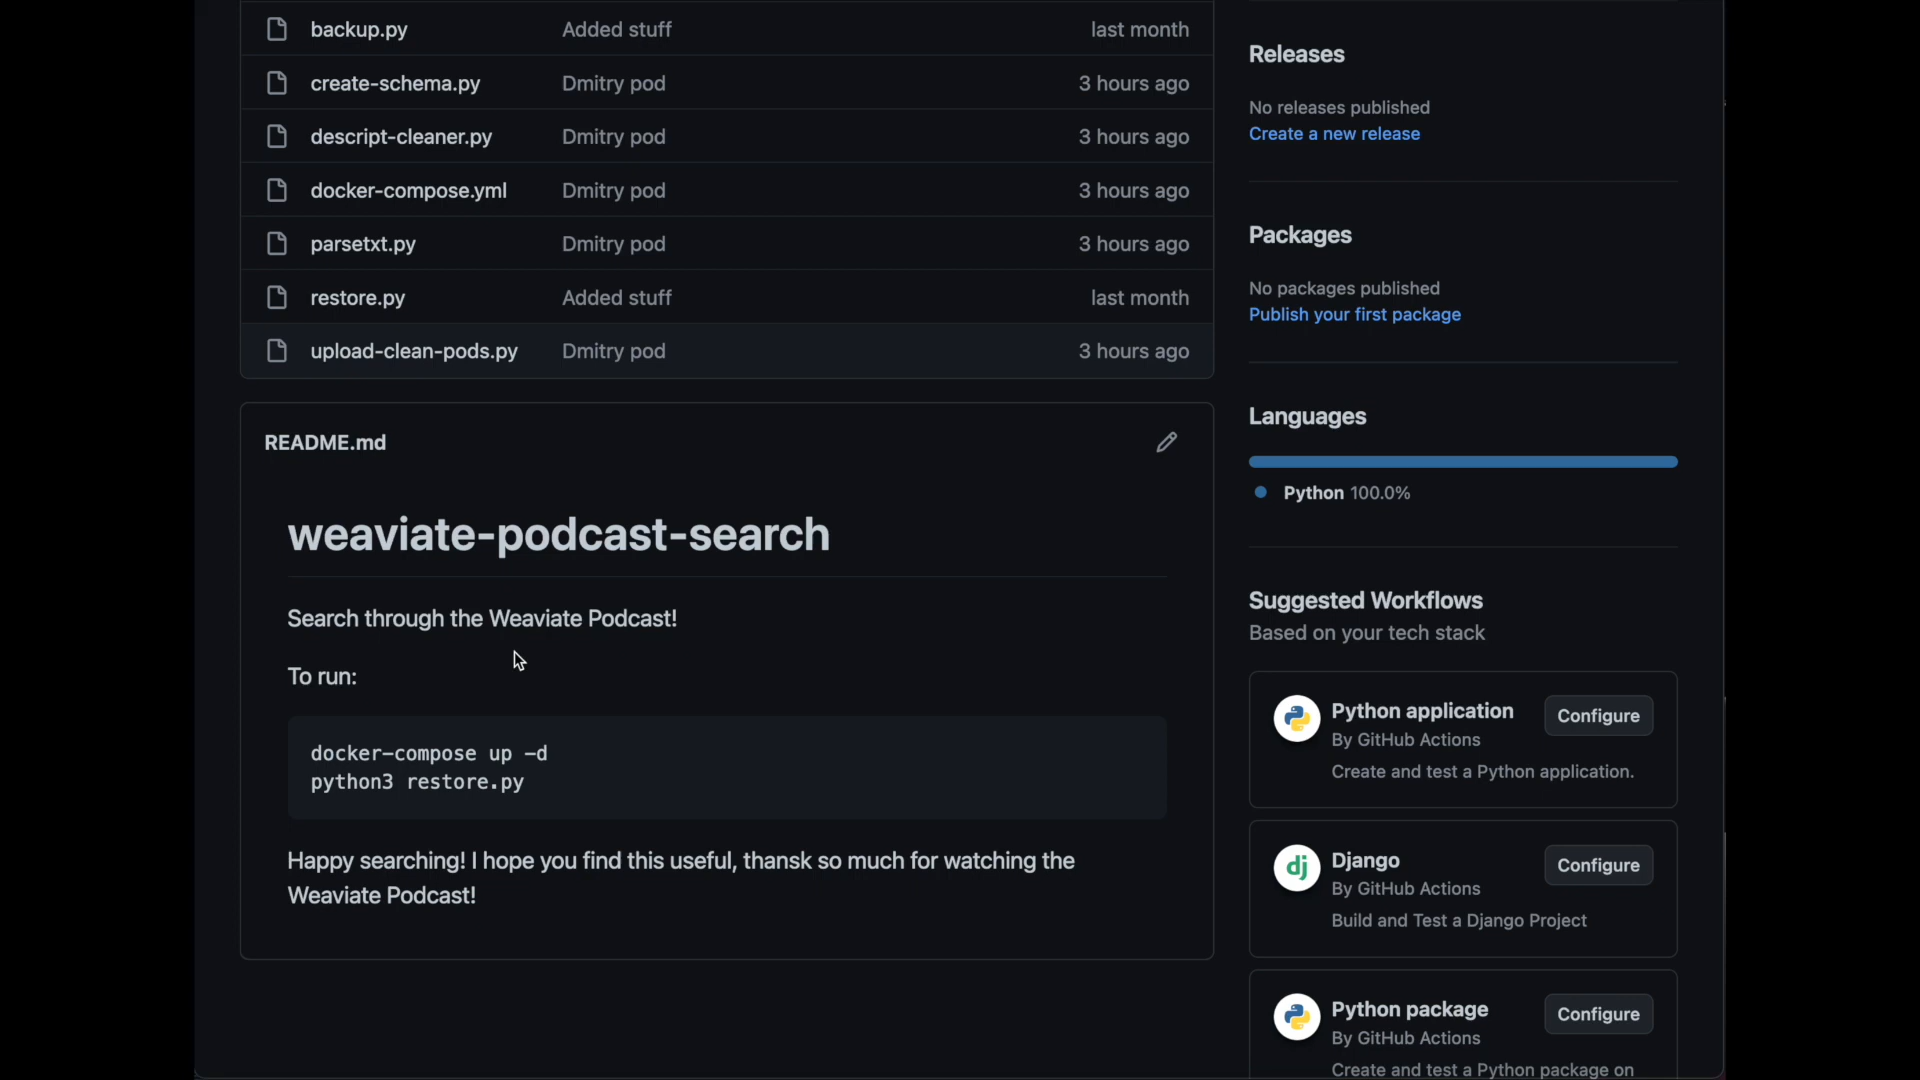 backup.py Added stuff last month
create-schema.py Dmitry pod 3 hours ago
descript-cleaner.py Dmitry pod 3 hours ago
docker-compose.yml Dmitry pod 3 hours ago
parsetxt.py Dmitry pod 3 hours ago
restore.py Added stuff last month
upload-clean-pods.py Dmitry pod 3 hours ago
README.md
weaviate-podcast-search
Search through the Weaviate Podcast!
To run:
docker-compose up -d
python3 restore.py
Happy searching! I hope you find this useful, thansk so much for watching the
Weaviate Podcast!
Releases
No releases published
Create a new release
Packages
No packages published
Publish your first package
Languages
Python 100.0%
Suggested Workflows
Based on your tech stack
Python application Configure
By GitHub Actions
Create and test a Python application.
dj Django Configure
By GitHub Actions
Build and Test a Django Project
Python package Configure
By GitHub Actions
Create and test a Python package on